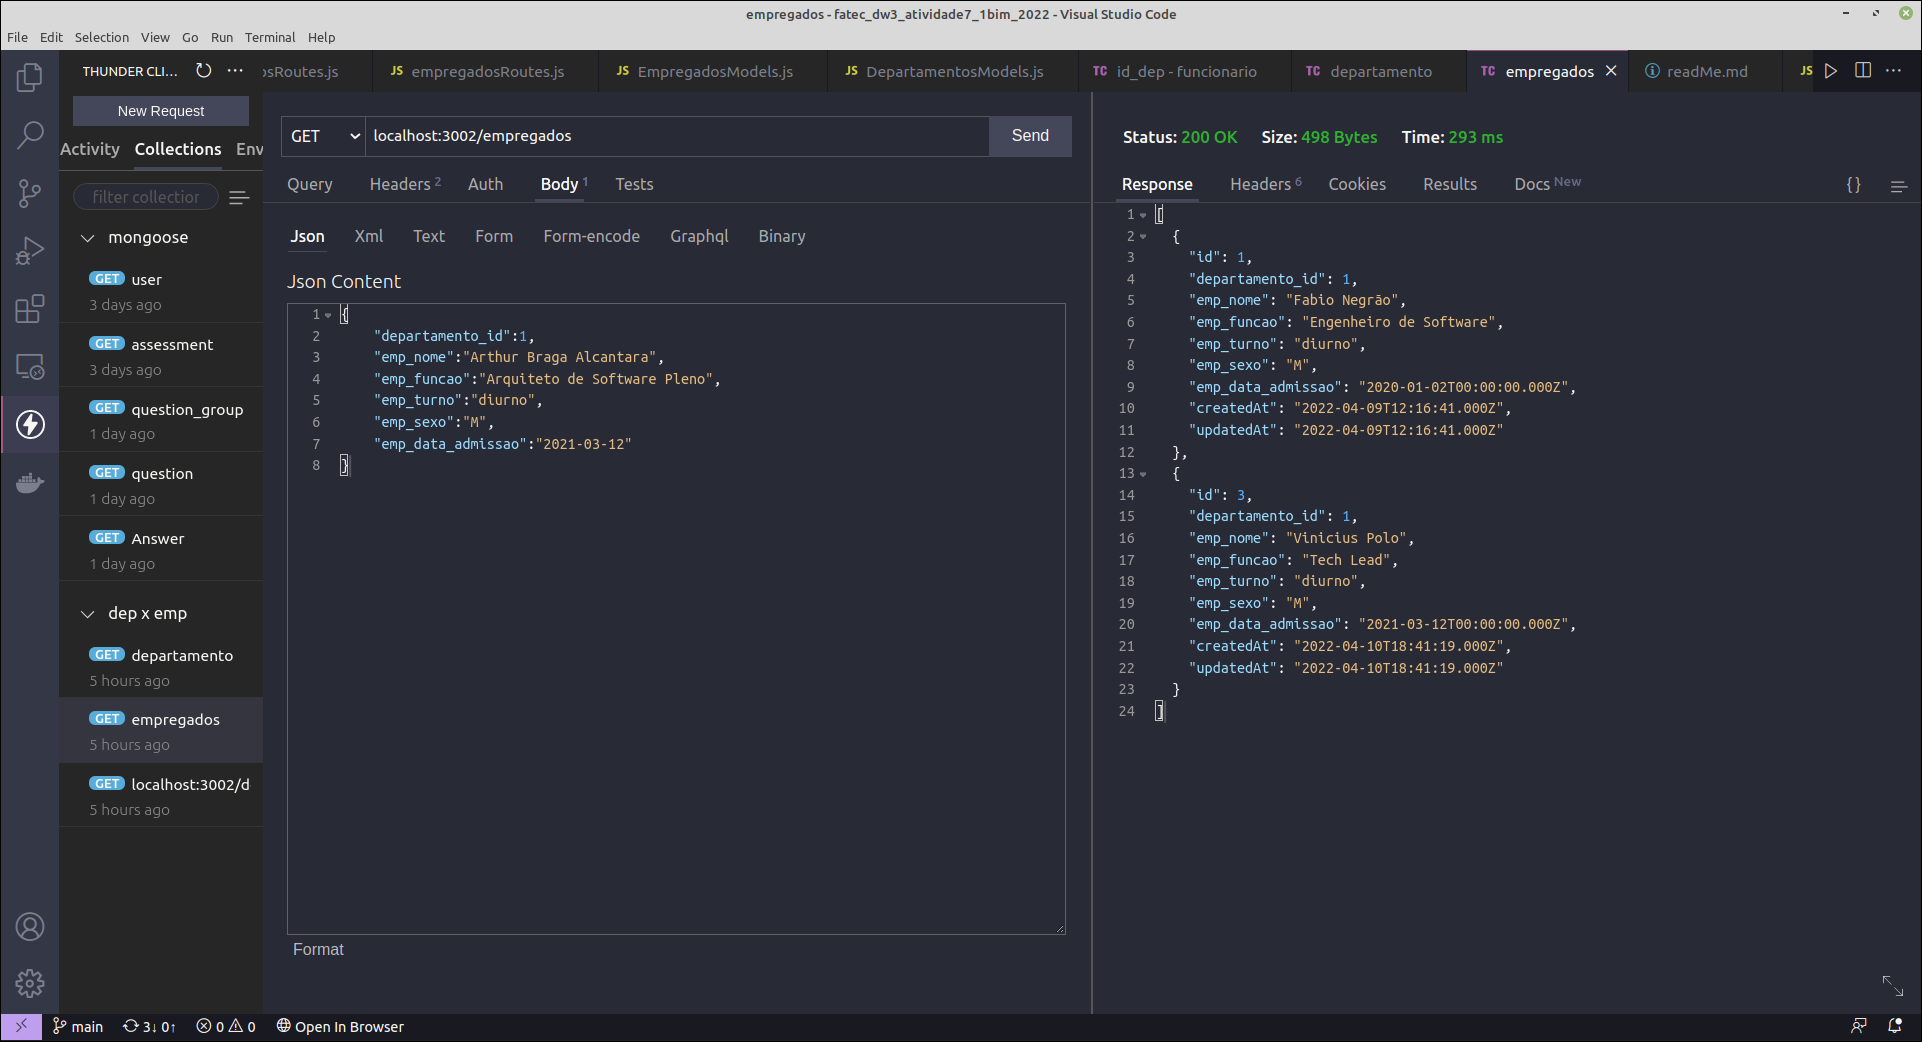 empregados - fatec_dw3_atividade7_1bim_2022 - Visual Studio Code
File Edit Selection View Go Run Terminal Help
THUNDER CLI... ···
osRoutes.js JS empregadosRoutes.js JS EmpregadosModels.js JS DepartamentosModels.js TC id_dep - funcionario TC departamento TC empregados readMe.md JS ···
New Request
Activity Collections Env
filter collection
mongoose
GET user
3 days ago
GET assessment
3 days ago
GET question_group
1 day ago
GET question
1 day ago
GET Answer
1 day ago
dep x emp
GET departamento
5 hours ago
GET empregados
5 hours ago
GET localhost:3002/d
5 hours ago
GET localhost:3002/empregados Send
Query Headers 2 Auth Body 1 Tests
Json Xml Text Form Form-encode Graphql Binary
Json Content
1 {
2 "departamento_id":1,
3 "emp_nome":"Arthur Braga Alcantara",
4 "emp_funcao":"Arquiteto de Software Pleno",
5 "emp_turno":"diurno",
6 "emp_sexo":"M",
7 "emp_data_admissao":"2021-03-12"
8 }
Format
Status: 200 OK Size: 498 Bytes Time: 293 ms
Response Headers 6 Cookies Results Docs New {}
1 [
2 {
3 "id": 1,
4 "departamento_id": 1,
5 "emp_nome": "Fabio Negrão",
6 "emp_funcao": "Engenheiro de Software",
7 "emp_turno": "diurno",
8 "emp_sexo": "M",
9 "emp_data_admissao": "2020-01-02T00:00:00.000Z",
10 "createdAt": "2022-04-09T12:16:41.000Z",
11 "updatedAt": "2022-04-09T12:16:41.000Z"
12 },
13 {
14 "id": 3,
15 "departamento_id": 1,
16 "emp_nome": "Vinicius Polo",
17 "emp_funcao": "Tech Lead",
18 "emp_turno": "diurno",
19 "emp_sexo": "M",
20 "emp_data_admissao": "2021-03-12T00:00:00.000Z",
21 "createdAt": "2022-04-10T18:41:19.000Z",
22 "updatedAt": "2022-04-10T18:41:19.000Z"
23 }
24 ]
main 3↓ 0↑ 0 0 Open In Browser